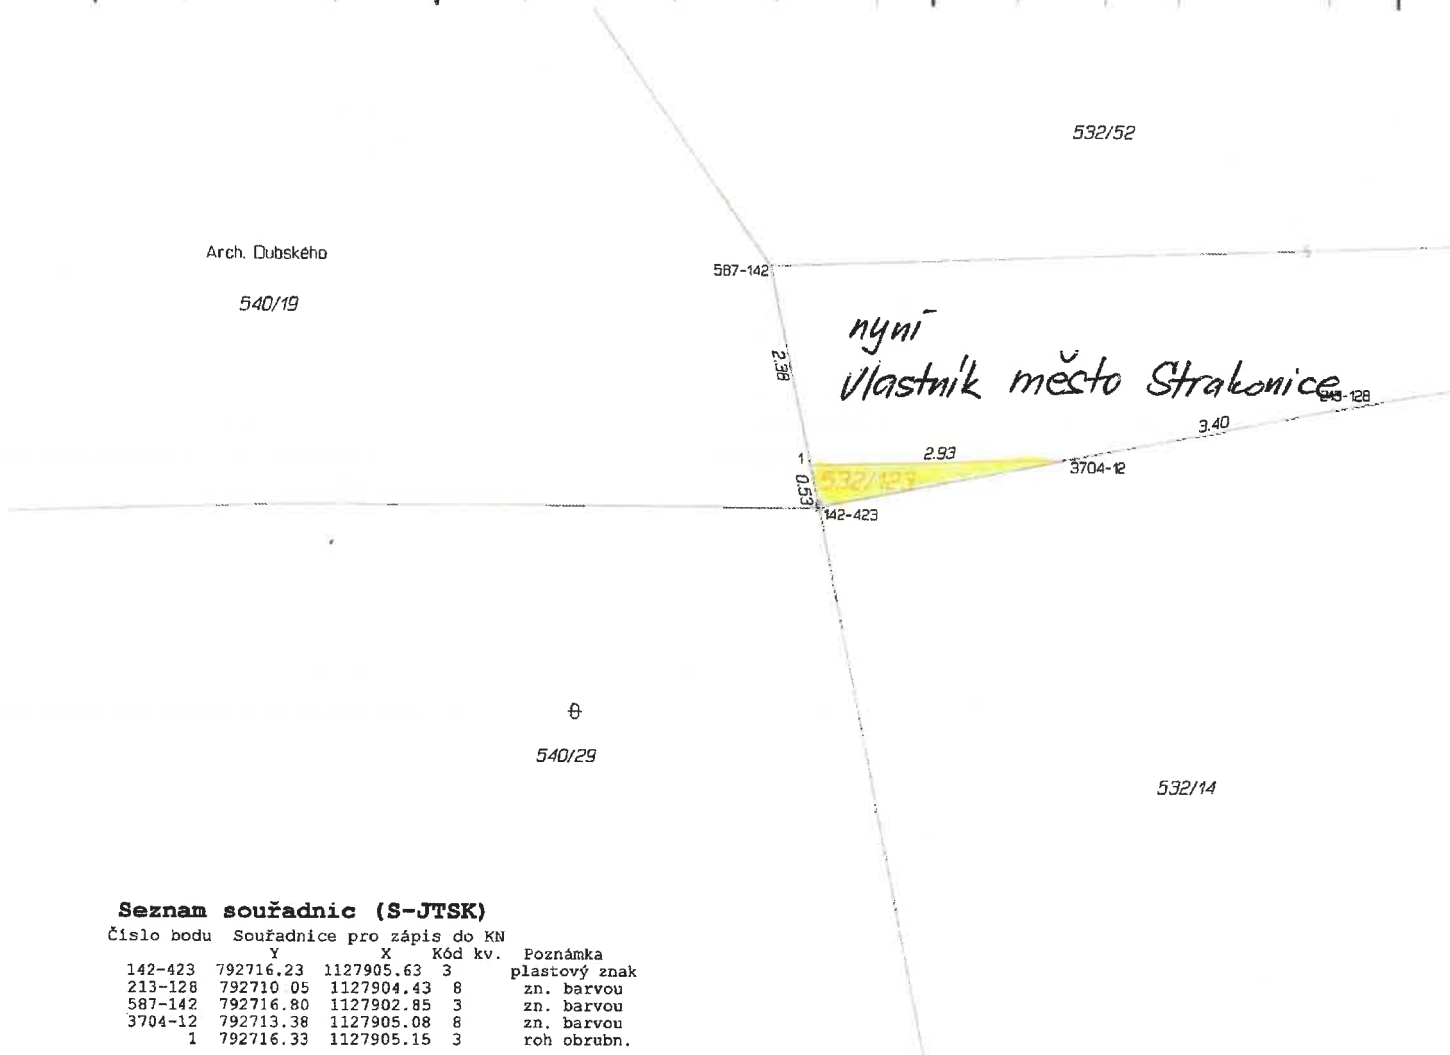 532/52
Arch. Dubského
587-142
540/19
nyní
2.38
Vlastník město Strakonice
-128
3.40
2.93
1
3704-12
532/123
0.53
142-423
540/29
532/14
Seznam souřadnic (S-JTSK)
Číslo bodu Souřadnice pro zápis do KN
Y X Kód kv. Poznámka
142-423 792716.23 1127905.63 3 plastový znak
213-128 792710.05 1127904.43 8 zn. barvou
587-142 792716.80 1127902.85 3 zn. barvou
3704-12 792713.38 1127905.08 8 zn. barvou
1 792716.33 1127905.15 3 roh obrubn.